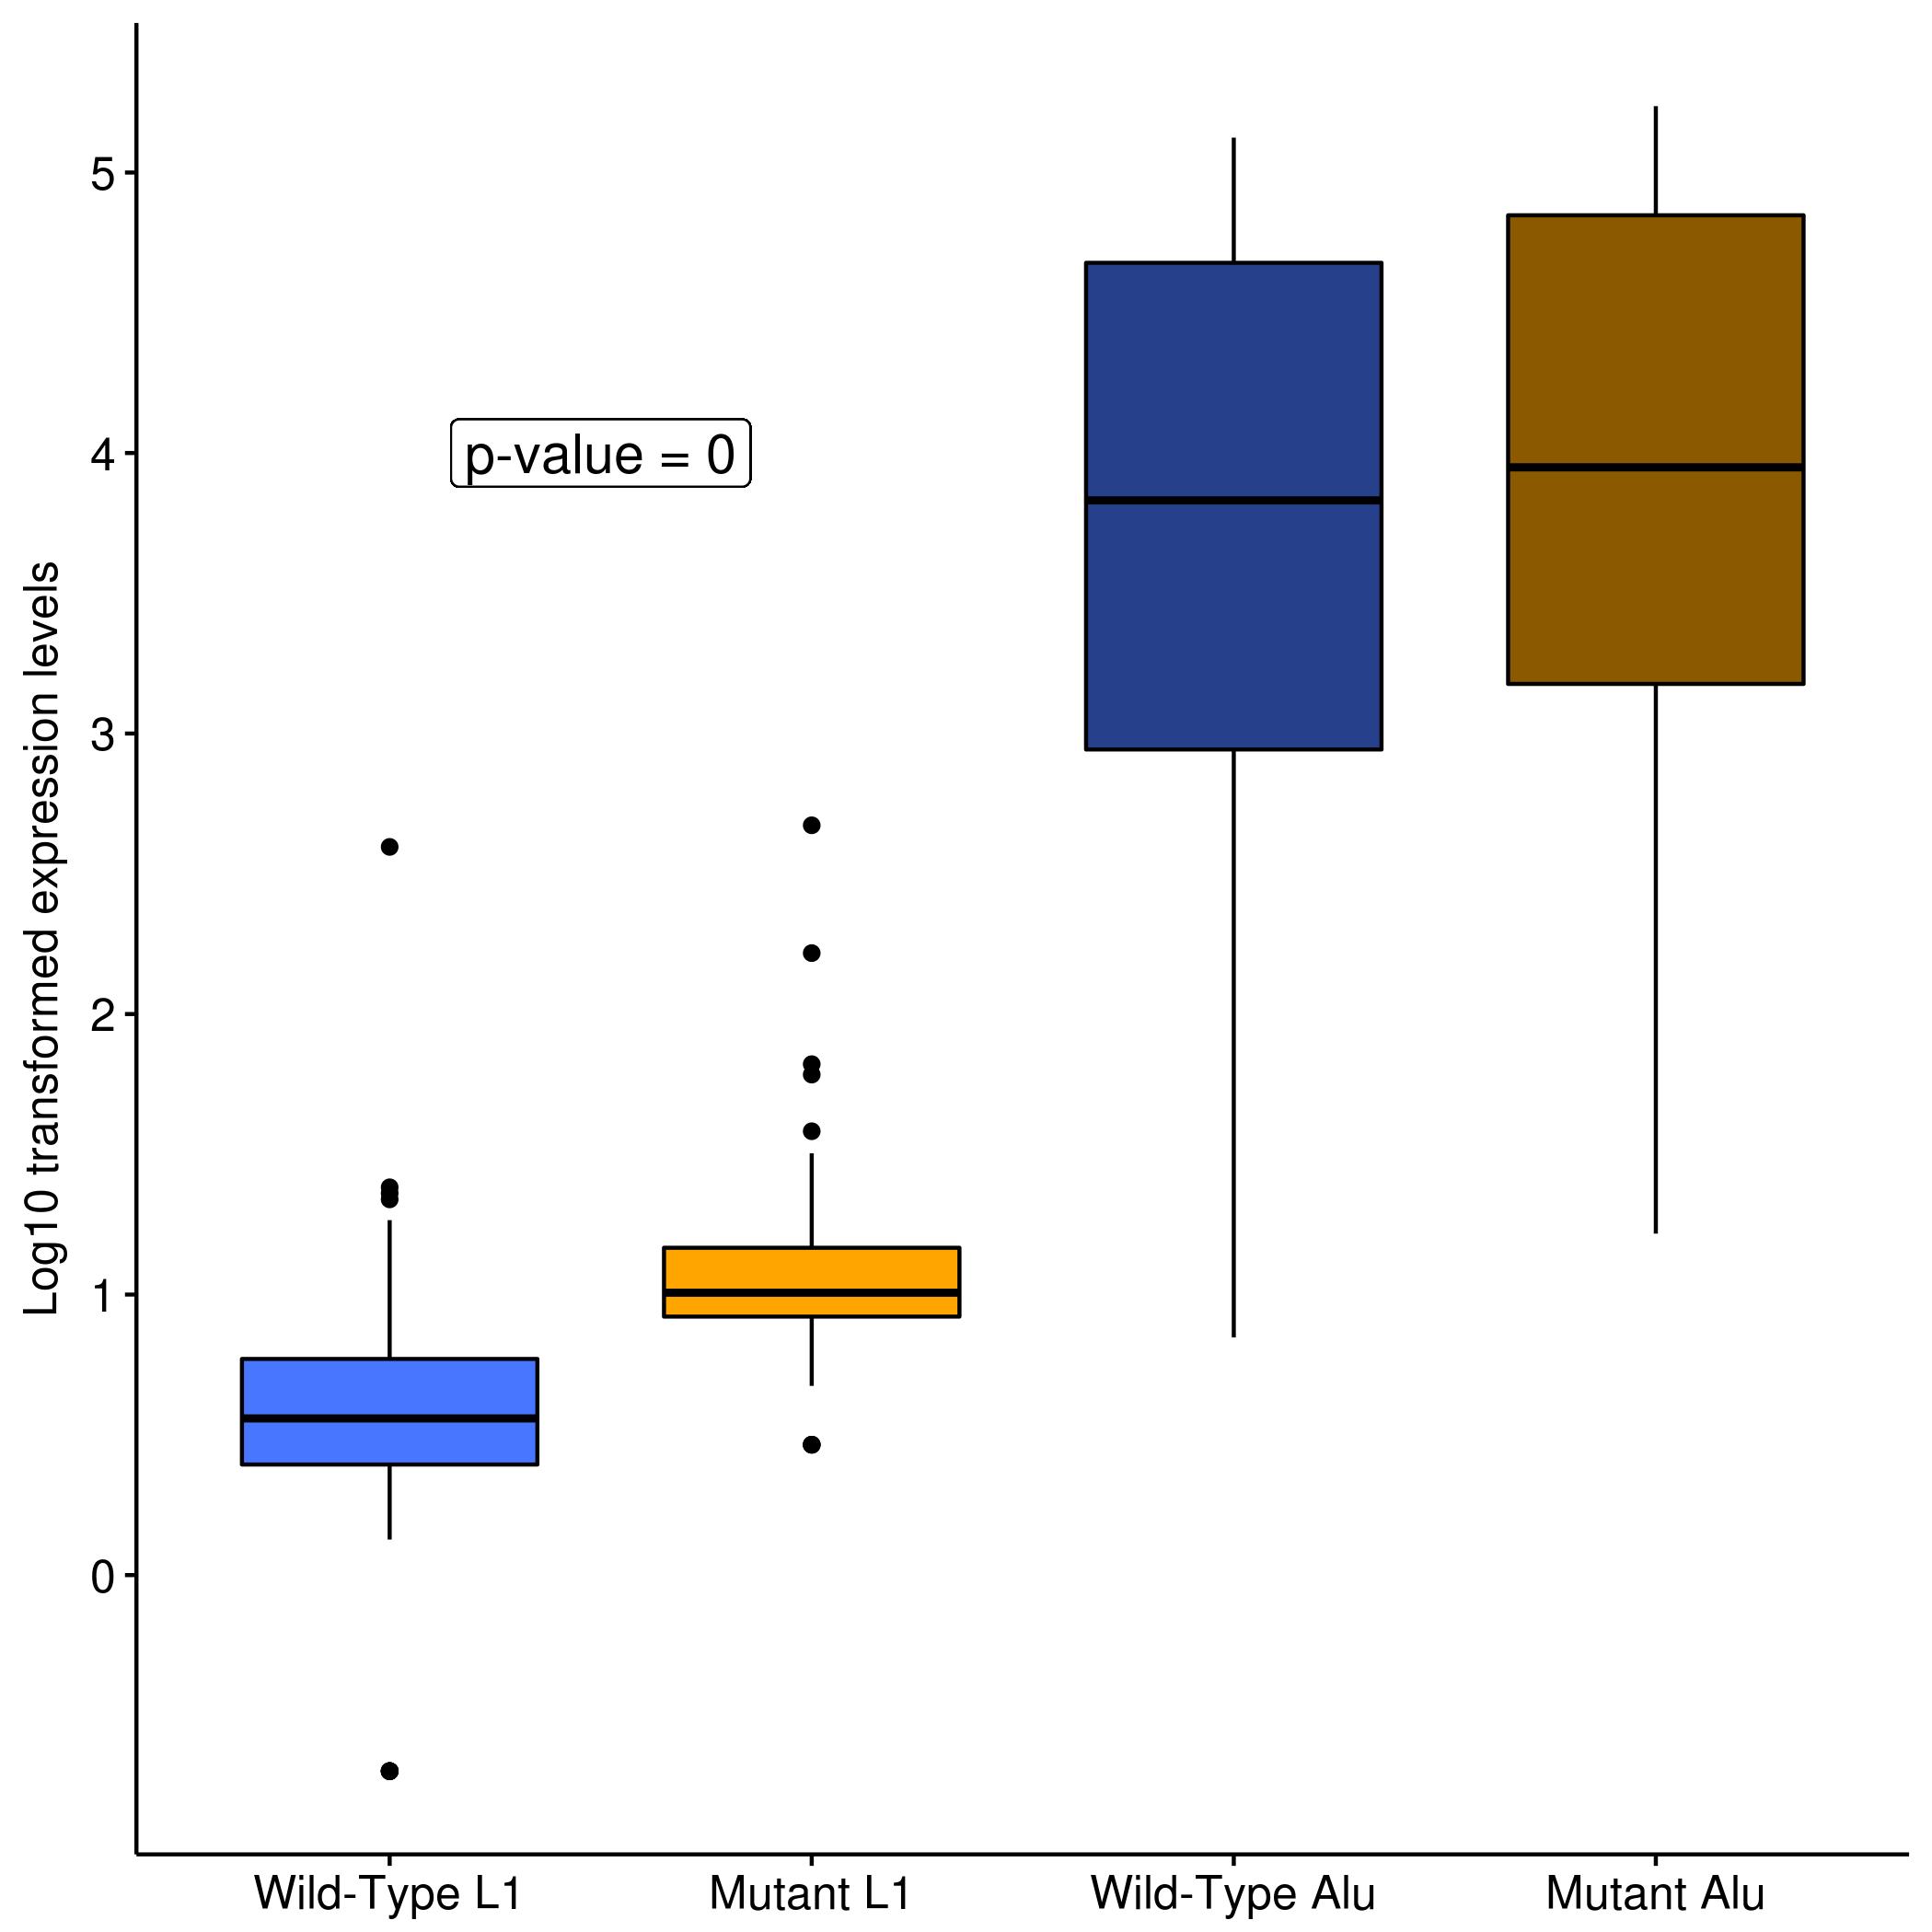 Log10 transformed expression levels
5
4
3
2
1
0
p-value = 0
Wild-Type L1
Mutant L1
Wild-Type Alu
Mutant Alu